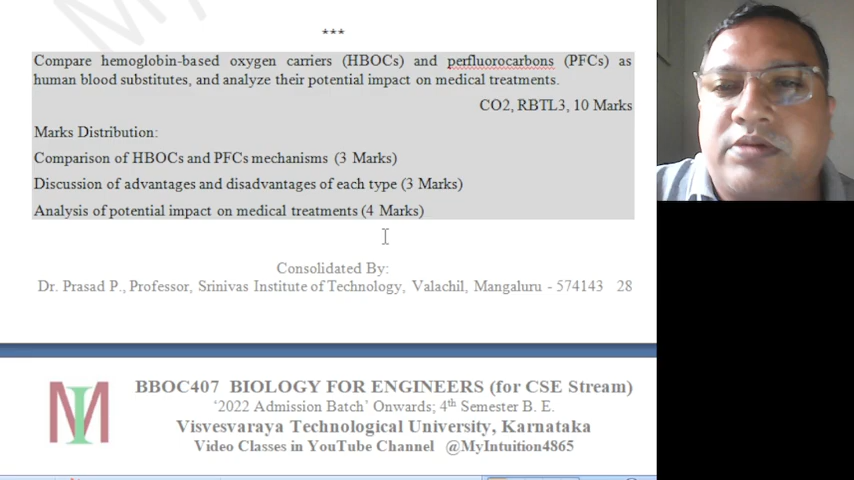 ***
Compare hemoglobin-based oxygen carriers (HBOCs) and perfluorocarbons (PFCs) as
human blood substitutes, and analyze their potential impact on medical treatments.
CO2, RBTL3, 10 Marks
Marks Distribution:
Comparison of HBOCs and PFCs mechanisms (3 Marks)
Discussion of advantages and disadvantages of each type (3 Marks)
Analysis of potential impact on medical treatments (4 Marks)
Consolidated By:
Dr. Prasad P., Professor, Srinivas Institute of Technology, Valachil, Mangaluru - 574143 28
BBOC407 BIOLOGY FOR ENGINEERS (for CSE Stream)
‘2022 Admission Batch’ Onwards; 4th Semester B. E.
Visvesvaraya Technological University, Karnataka
Video Classes in YouTube Channel @MyIntuition4865